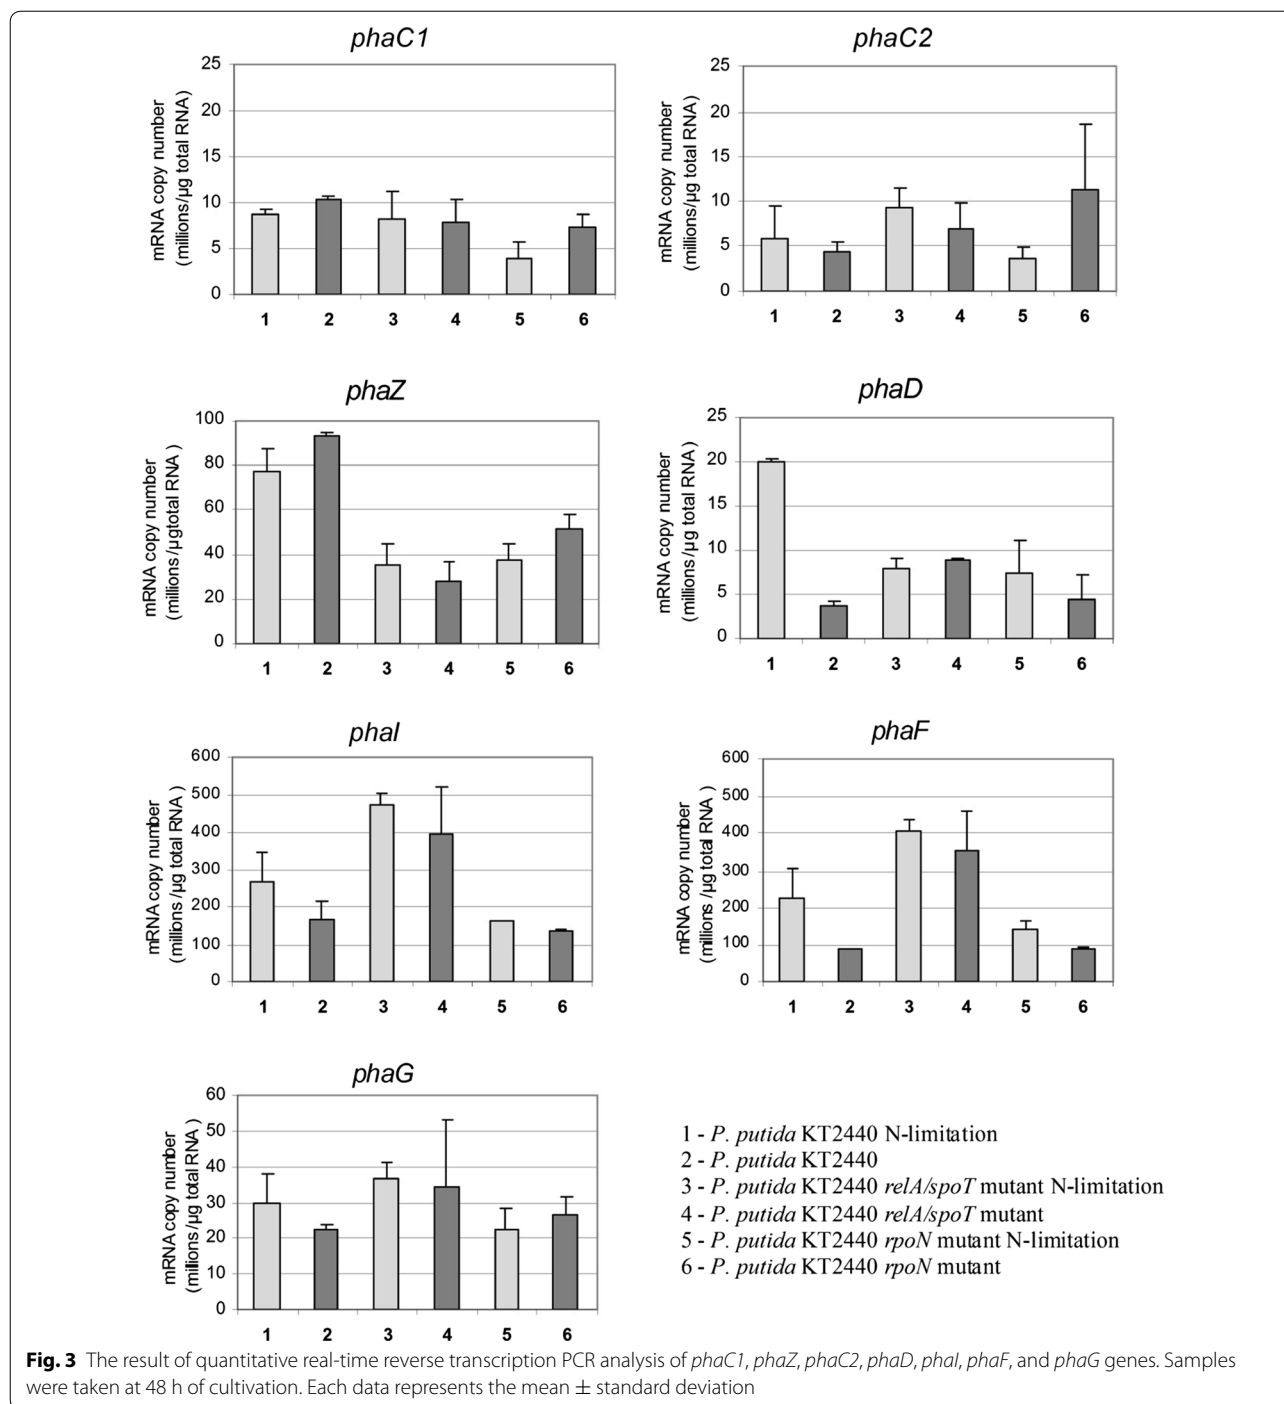 phaC1
mRNA copy number
(millions/µg total RNA)
25
20
15
10
5
0
1 2 3 4 5 6
phaC2
mRNA copy number
(millions/µg total RNA)
25
20
15
10
5
0
1 2 3 4 5 6
phaZ
mRNA copy number
(millions/µgtotal RNA )
100
80
60
40
20
0
1 2 3 4 5 6
phaD
mRNA copy number
(millions/µg total RNA)
25
20
15
10
5
0
1 2 3 4 5 6
phaI
mRNA copy number
(millions /µg total RNA)
600
500
400
300
200
100
0
1 2 3 4 5 6
phaF
mRNA copy number
(millions /µg total RNA)
600
500
400
300
200
100
0
1 2 3 4 5 6
phaG
mRNA copy number
(millions /µg total RNA )
60
50
40
30
20
10
0
1 2 3 4 5 6
1 - P. putida KT2440 N-limitation
2 - P. putida KT2440
3 - P. putida KT2440 relA/spoT mutant N-limitation
4 - P. putida KT2440 relA/spoT mutant
5 - P. putida KT2440 rpoN mutant N-limitation
6 - P. putida KT2440 rpoN mutant
Fig. 3 The result of quantitative real-time reverse transcription PCR analysis of phaC1, phaZ, phaC2, phaD, phaI, phaF, and phaG genes. Samples
were taken at 48 h of cultivation. Each data represents the mean ± standard deviation